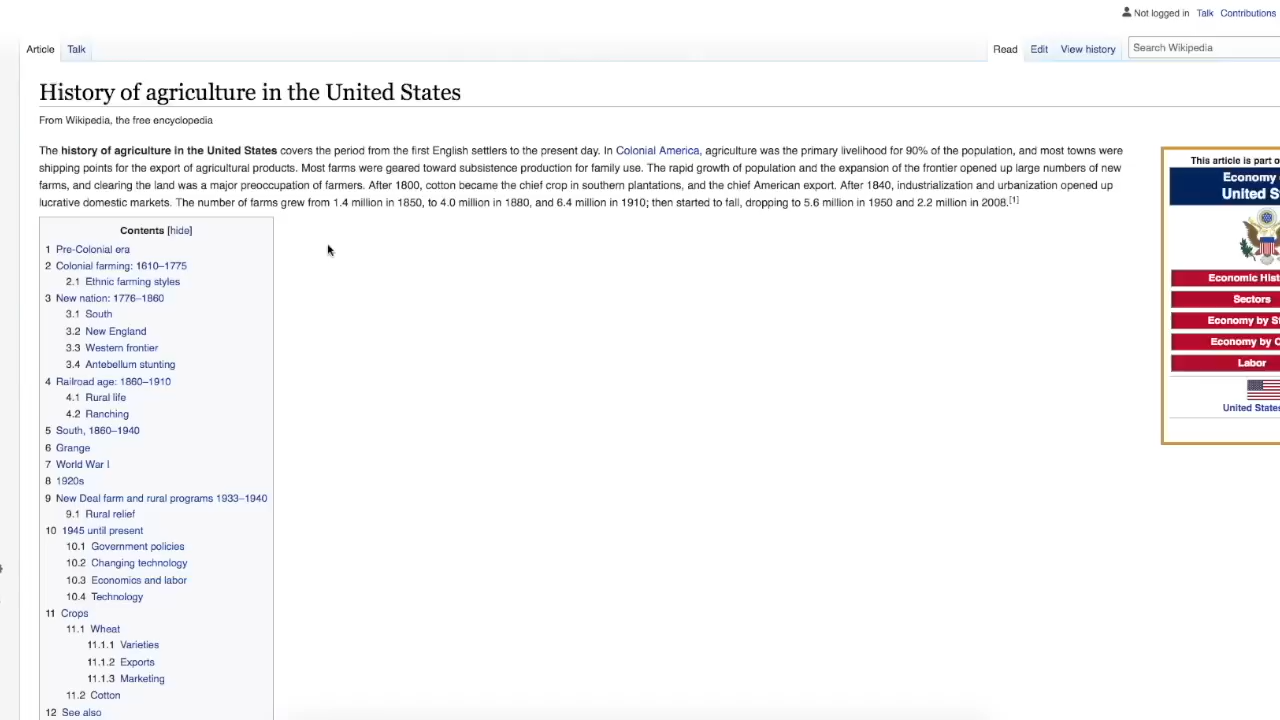 Not logged in Talk Contributions
Article Talk Read Edit View history Search Wikipedia
History of agriculture in the United States
From Wikipedia, the free encyclopedia
The history of agriculture in the United States covers the period from the first English settlers to the present day. In Colonial America, agriculture was the primary livelihood for 90% of the population, and most towns were
shipping points for the export of agricultural products. Most farms were geared toward subsistence production for family use. The rapid growth of population and the expansion of the frontier opened up large numbers of new
farms, and clearing the land was a major preoccupation of farmers. After 1800, cotton became the chief crop in southern plantations, and the chief American export. After 1840, industrialization and urbanization opened up
lucrative domestic markets. The number of farms grew from 1.4 million in 1850, to 4.0 million in 1880, and 6.4 million in 1910; then started to fall, dropping to 5.6 million in 1950 and 2.2 million in 2008.[1]
Contents [hide]
1 Pre-Colonial era
2 Colonial farming: 1610–1775
2.1 Ethnic farming styles
3 New nation: 1776–1860
3.1 South
3.2 New England
3.3 Western frontier
3.4 Antebellum stunting
4 Railroad age: 1860–1910
4.1 Rural life
4.2 Ranching
5 South, 1860–1940
6 Grange
7 World War I
8 1920s
9 New Deal farm and rural programs 1933–1940
9.1 Rural relief
10 1945 until present
10.1 Government policies
10.2 Changing technology
10.3 Economics and labor
10.4 Technology
11 Crops
11.1 Wheat
11.1.1 Varieties
11.1.2 Exports
11.1.3 Marketing
11.2 Cotton
12 See also
This article is part o
Economy
United S
Economic Hist
Sectors
Economy by S
Economy by C
Labor
United States